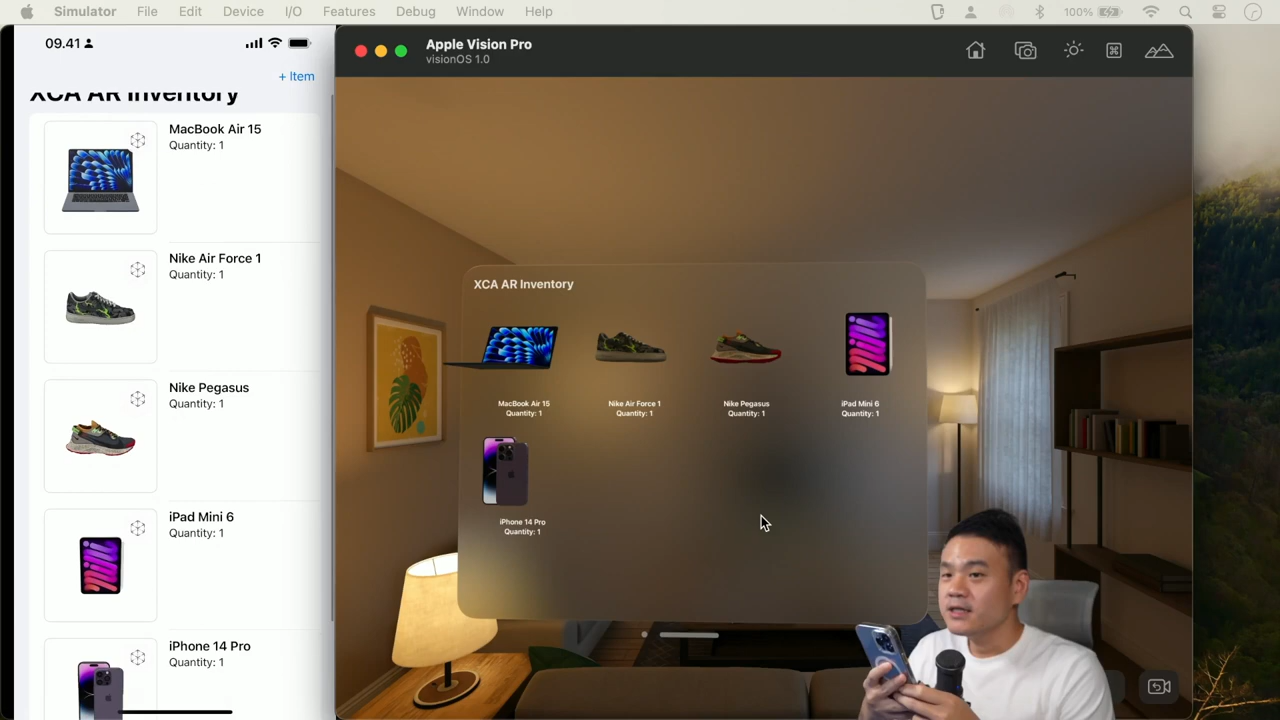 Simulator File Edit Device I/O Features Debug Window Help 100%
09.41
+ Item
XCA AR Inventory
MacBook Air 15
Quantity: 1
Nike Air Force 1
Quantity: 1
Nike Pegasus
Quantity: 1
iPad Mini 6
Quantity: 1
iPhone 14 Pro
Quantity: 1
Apple Vision Pro
visionOS 1.0
XCA AR Inventory
MacBook Air 15
Quantity: 1
Nike Air Force 1
Quantity: 1
Nike Pegasus
Quantity: 1
iPad Mini 6
Quantity: 1
iPhone 14 Pro
Quantity: 1